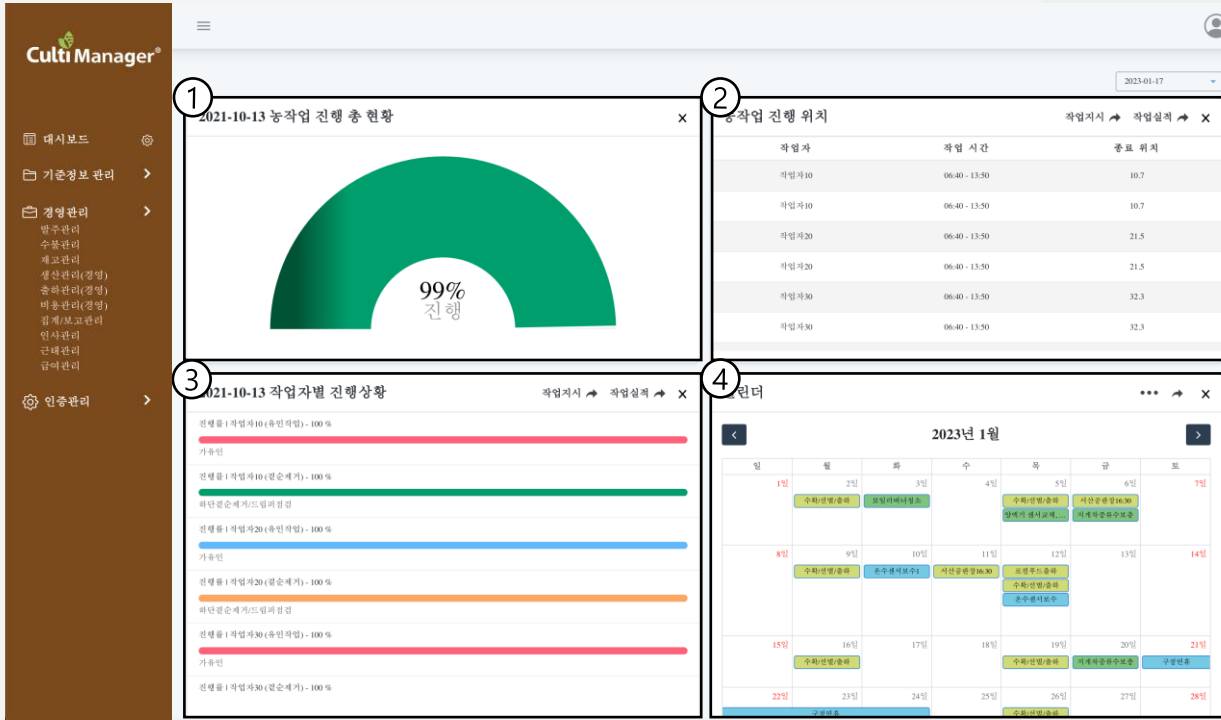 CultiManager®
대시보드
기준정보 관리
경영관리
발주관리
수불관리
재고관리
생산관리(경영)
출하관리(경영)
비용관리(경영)
집계/보고관리
인사관리
근태관리
급여관리
인증관리
2023-01-17
①
2021-10-13 농작업 진행 총 현황
99%
진행
②
농작업 진행 위치 작업지시 작업실적
작업자 작업 시간 종료 위치
작업자10 06:40 - 13:50 10.7
작업자10 06:40 - 13:50 10.7
작업자20 06:40 - 13:50 21.5
작업자20 06:40 - 13:50 21.5
작업자30 06:40 - 13:50 32.3
작업자30 06:40 - 13:50 32.3
③
2021-10-13 작업자별 진행상황 작업지시 작업실적
진행률 | 작업자10 (유인작업) - 100 %
가유인
진행률 | 작업자10 (곁순제거) - 100 %
하단곁순제거/드립퍼점검
진행률 | 작업자20 (유인작업) - 100 %
가유인
진행률 | 작업자20 (곁순제거) - 100 %
하단곁순제거/드립퍼점검
진행률 | 작업자30 (유인작업) - 100 %
가유인
진행률 | 작업자30 (곁순제거) - 100 %
④
캘린더
2023년 1월
일 월 화 수 목 금 토
1일 2일 3일 4일 5일 6일 7일
수확/선별/출하 보일러버너청소 수확/선별/출하 서산공판장16:30
양액기 센서교체,... 지게차종류수보충
8일 9일 10일 11일 12일 13일 14일
수확/선별/출하 온수센서보수1 서산공판장16:30 로컬푸드출하
수확/선별/출하
온수센서보수
15일 16일 17일 18일 19일 20일 21일
수확/선별/출하 수확/선별/출하 지게차종류수보충 구정연휴
22일 23일 24일 25일 26일 27일 28일
구정연휴 수확/선별/출하